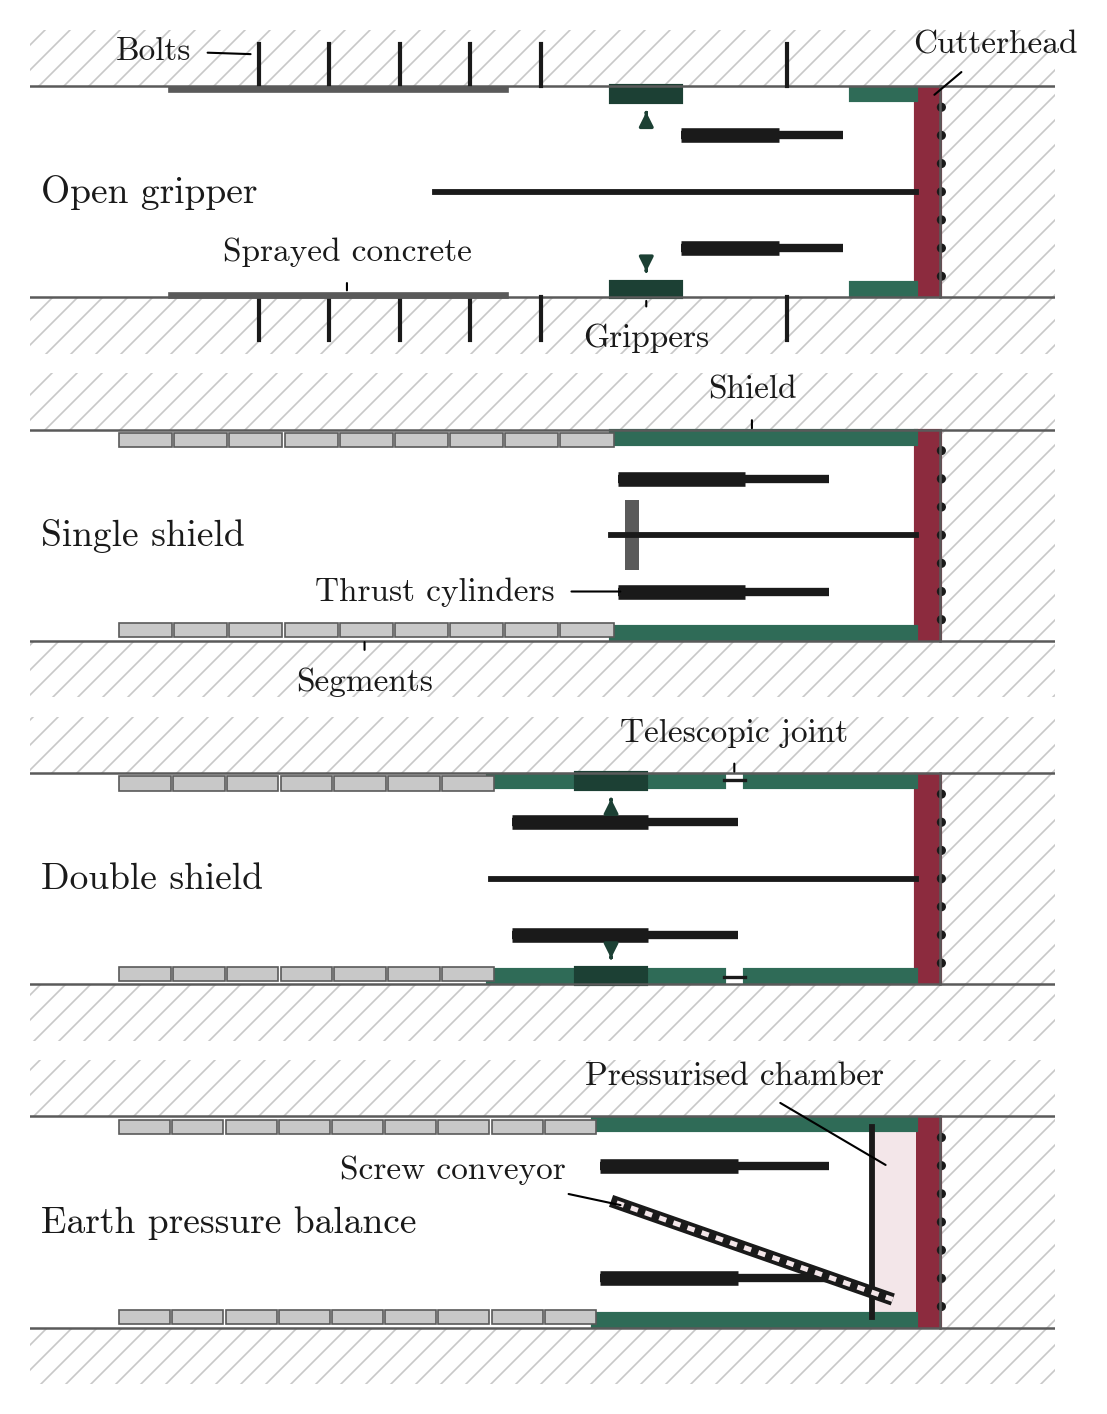 Cutterhead
Bolts
Open gripper
Sprayed concrete
Grippers
Shield
Single shield
Thrust cylinders
Segments
Telescopic joint
Double shield
Pressurised chamber
Screw conveyor
Earth pressure balance